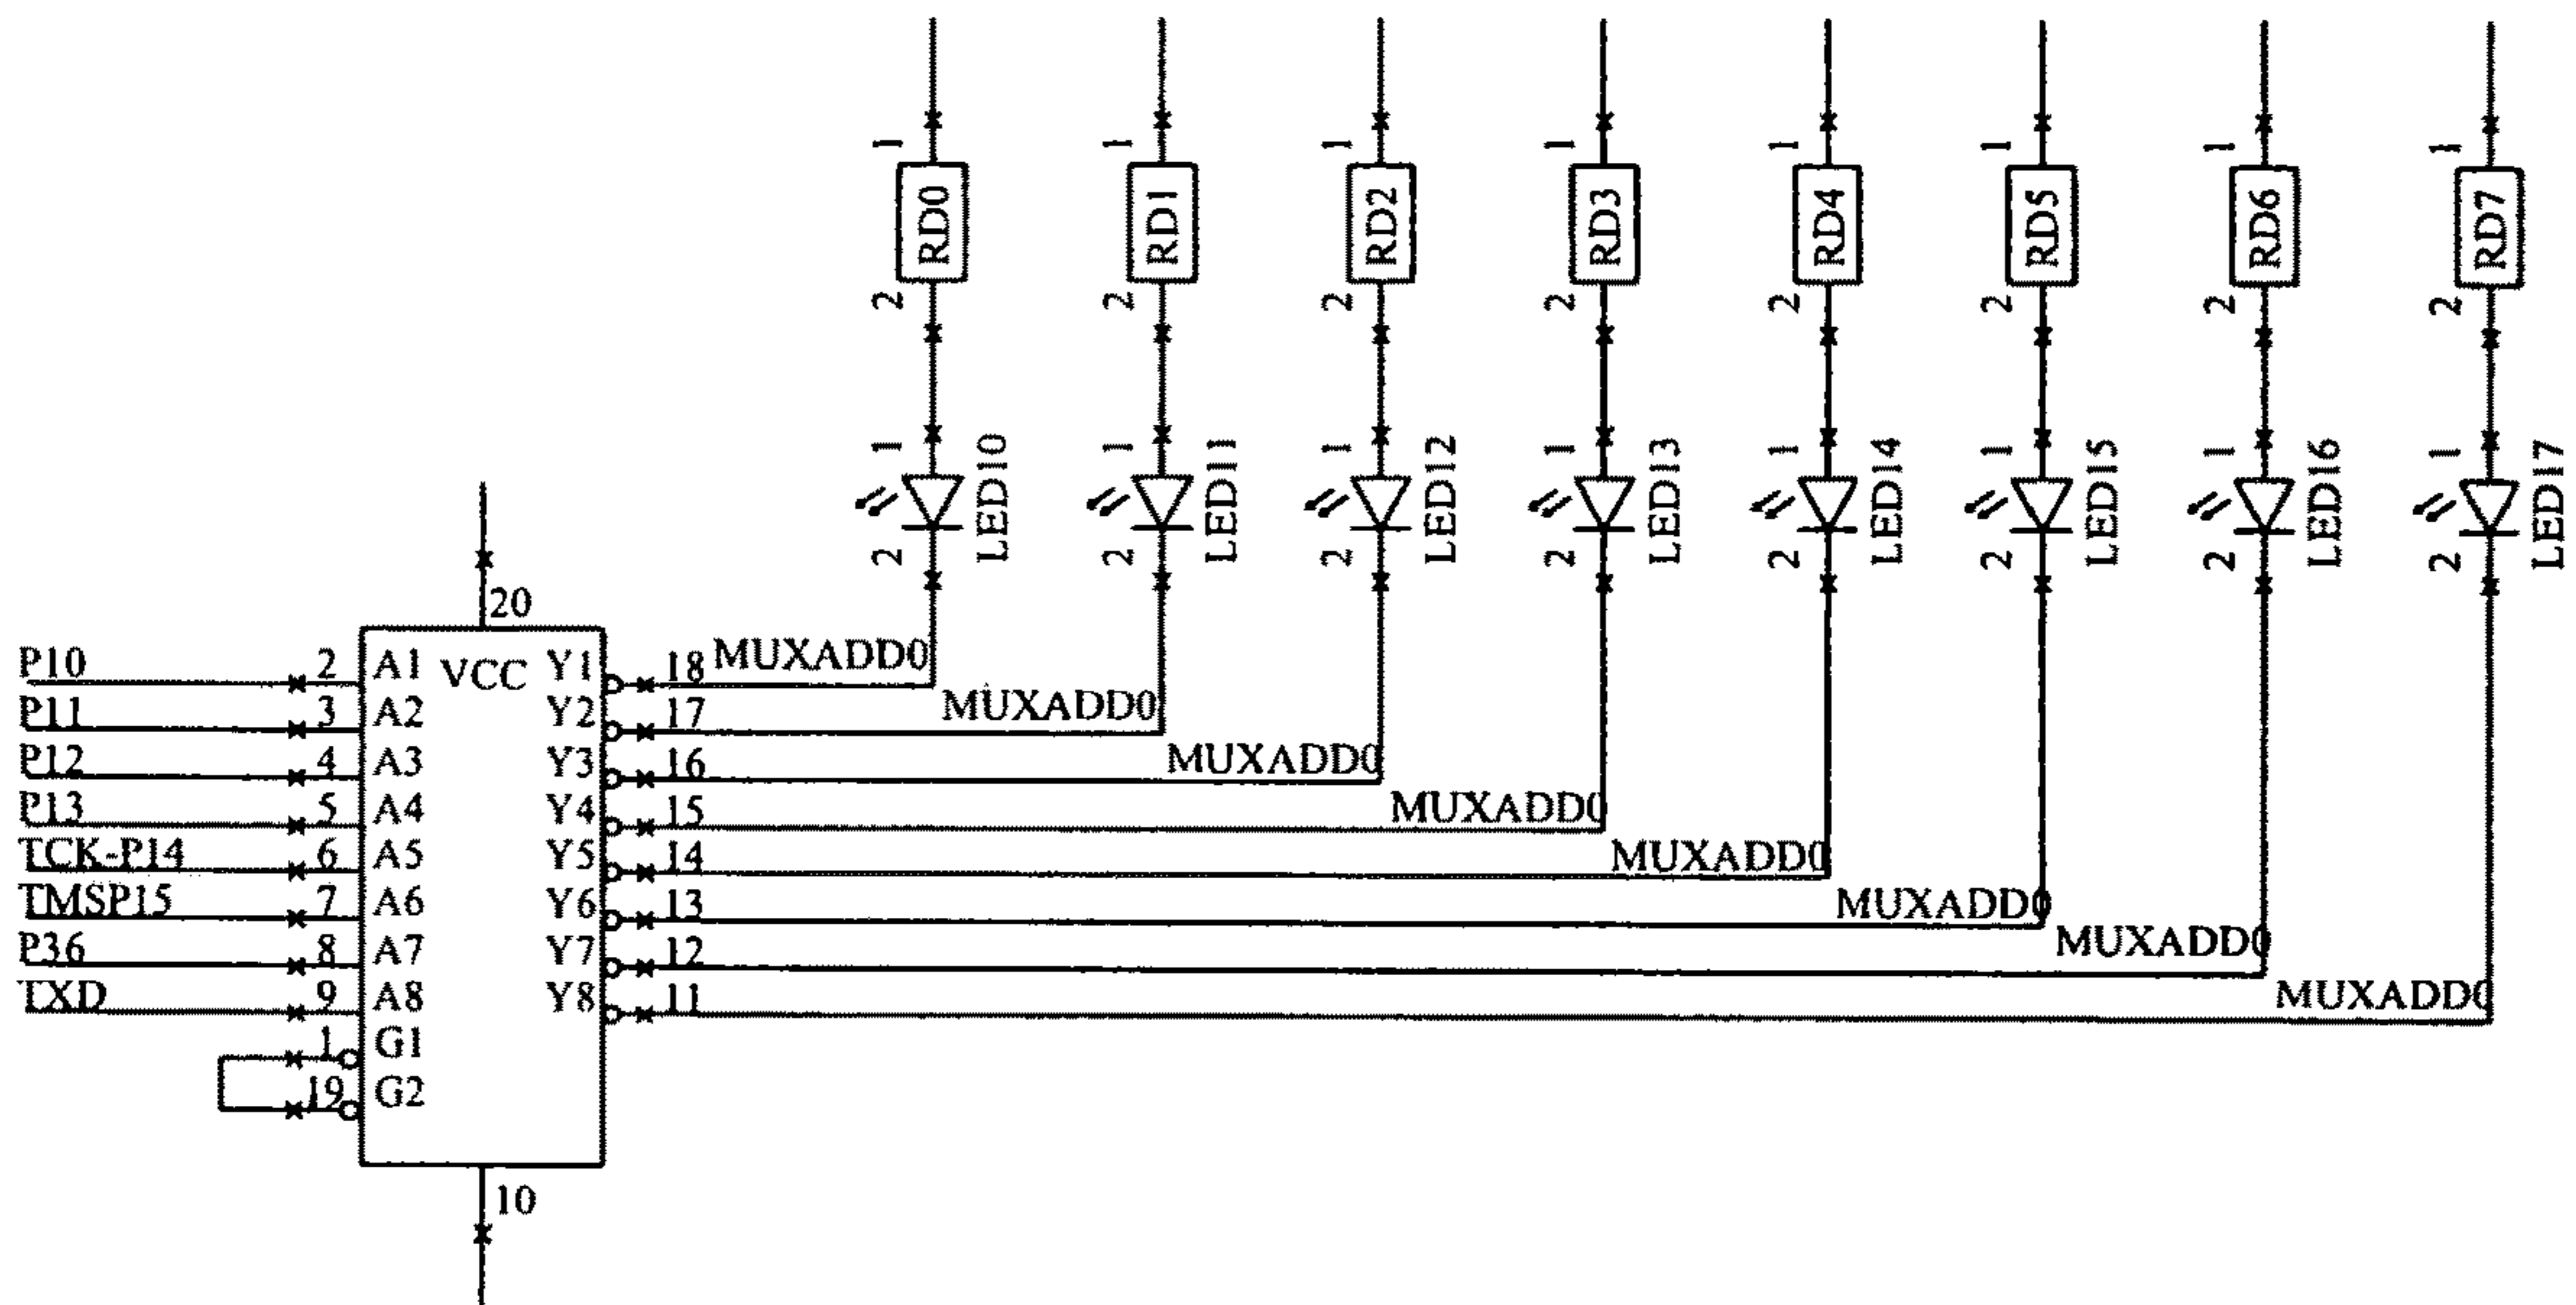 1 1 1 1 1 1 1 1
RD0 RD1 RD2 RD3 RD4 RD5 RD6 RD7
2 2 2 2 2 2 2 2
1 1 1 1 1 1 1 1
LED10 LED11 LED12 LED13 LED14 LED15 LED16 LED17
2 2 2 2 2 2 2 2
20
P10 2 A1 VCC Y1 18 MUXADD0
P11 3 A2 Y2 17 MUXADD0
P12 4 A3 Y3 16 MUXADD0
P13 5 A4 Y4 15 MUXADD0
TCK-P14 6 A5 Y5 14 MUXADD0
TMSP15 7 A6 Y6 13 MUXADD0
P36 8 A7 Y7 12 MUXADD0
TXD 9 A8 Y8 11 MUXADD0
1 G1
19 G2
10